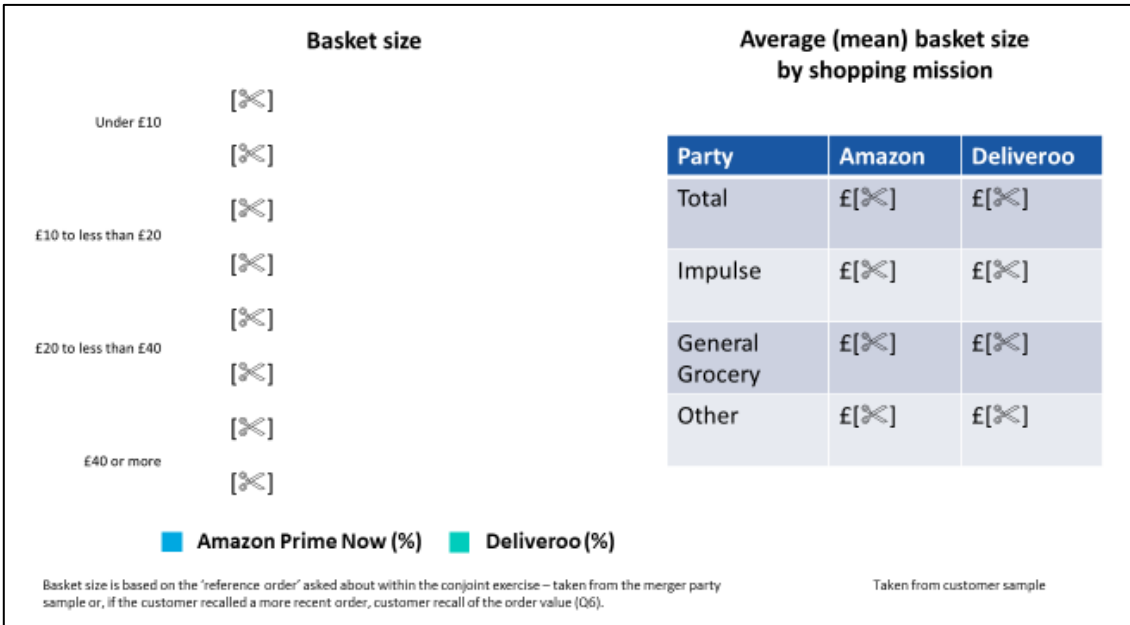 Basket size
[✂]
Under £10
[✂]
[✂]
£10 to less than £20
[✂]
[✂]
£20 to less than £40
[✂]
[✂]
£40 or more
[✂]
Amazon Prime Now (%) Deliveroo (%)
Basket size is based on the ‘reference order’ asked about within the conjoint exercise – taken from the merger party
sample or, if the customer recalled a more recent order, customer recall of the order value (Q6).
Average (mean) basket size
by shopping mission
Party Amazon Deliveroo
Total £[✂] £[✂]
Impulse £[✂] £[✂]
General
Grocery £[✂] £[✂]
Other £[✂] £[✂]
Taken from customer sample